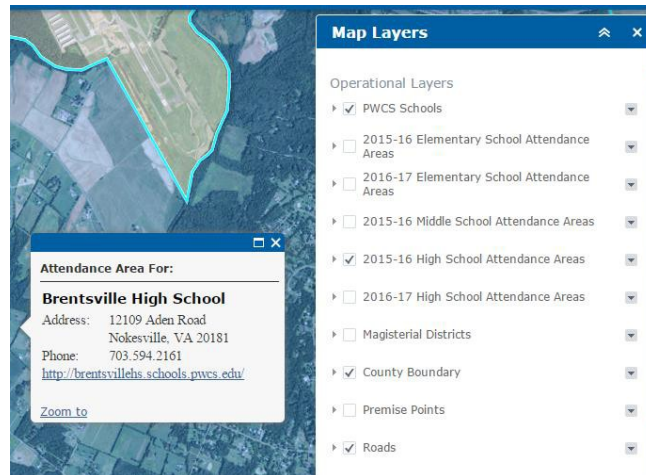 Map Layers
Operational Layers
PWCS Schools
2015-16 Elementary School Attendance
Areas
2016-17 Elementary School Attendance
Areas
2015-16 Middle School Attendance Areas
2015-16 High School Attendance Areas
2016-17 High School Attendance Areas
Magisterial Districts
County Boundary
Premise Points
Roads
Attendance Area For:
Brentsville High School
Address: 12109 Aden Road
Nokesville, VA 20181
Phone: 703.594.2161
http://brentsvillehs.schools.pwcs.edu/
Zoom to